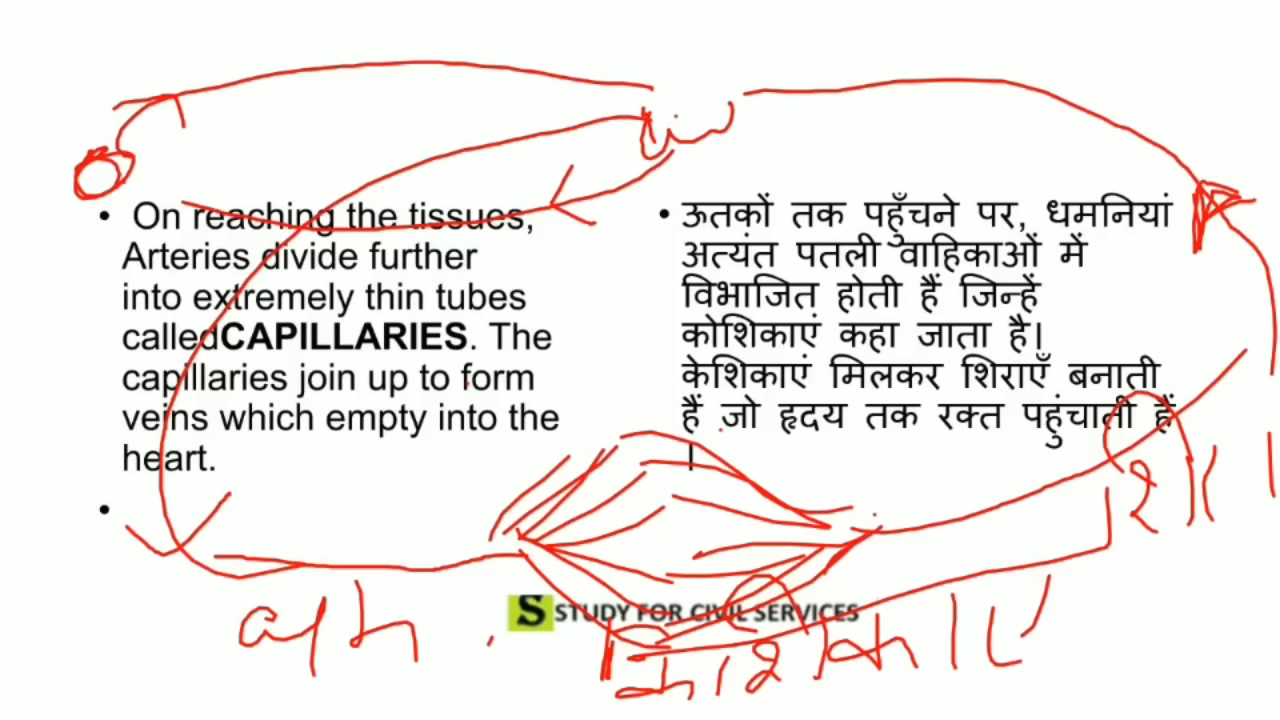 • On reaching the tissues,
Arteries divide further
into extremely thin tubes
calledCAPILLARIES. The
capillaries join up to form
veins which empty into the
heart.
•
• ऊतकों तक पहुँचने पर, धमनियां
अत्यंत पतली वाहिकाओं में
विभाजित होती हैं जिन्हें
कोशिकाएं कहा जाता है।
केशिकाएं मिलकर शिराएँ बनाती
हैं जो हृदय तक रक्त पहुंचाती हैं
।
S STUDY FOR CIVIL SERVICES